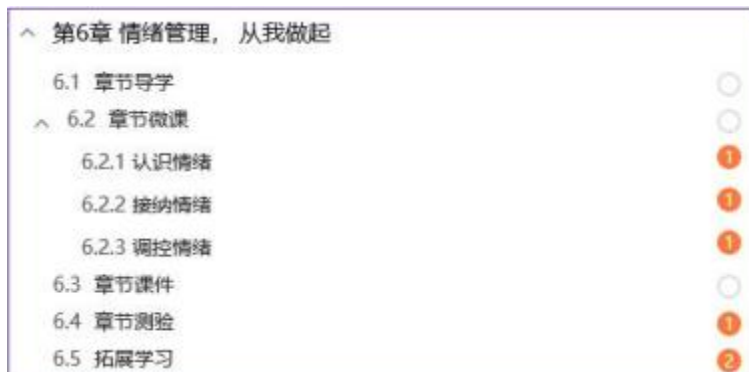 第6章 情绪管理， 从我做起
6.1 章节导学
6.2 章节微课
6.2.1 认识情绪 1
6.2.2 接纳情绪 1
6.2.3 调控情绪 1
6.3 章节课件
6.4 章节测验 1
6.5 拓展学习 2